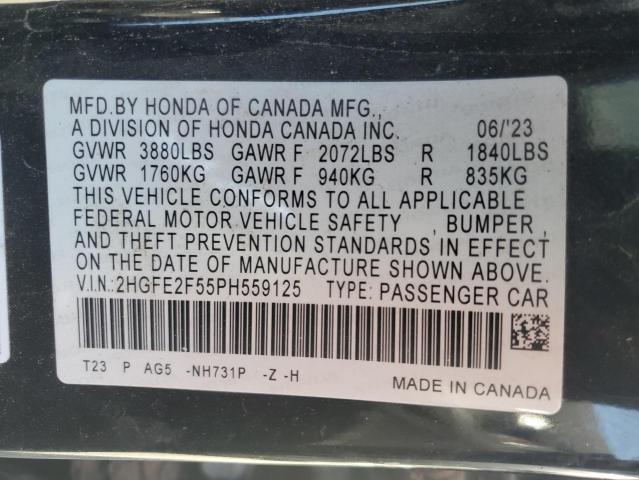 MFD.BY HONDA OF CANADA MFG.,
A DIVISION OF HONDA CANADA INC. 06/'23
GVWR 3880LBS GAWR F 2072LBS R 1840LBS
GVWR 1760KG GAWR F 940KG R 835KG
THIS VEHICLE CONFORMS TO ALL APPLICABLE
FEDERAL MOTOR VEHICLE SAFETY , BUMPER ,
AND THEFT PREVENTION STANDARDS IN EFFECT
ON THE DATE OF MANUFACTURE SHOWN ABOVE.
V.I.N.:2HGFE2F55PH559125 TYPE: PASSENGER CAR
T23 P AG5 -NH731P -Z -H
MADE IN CANADA